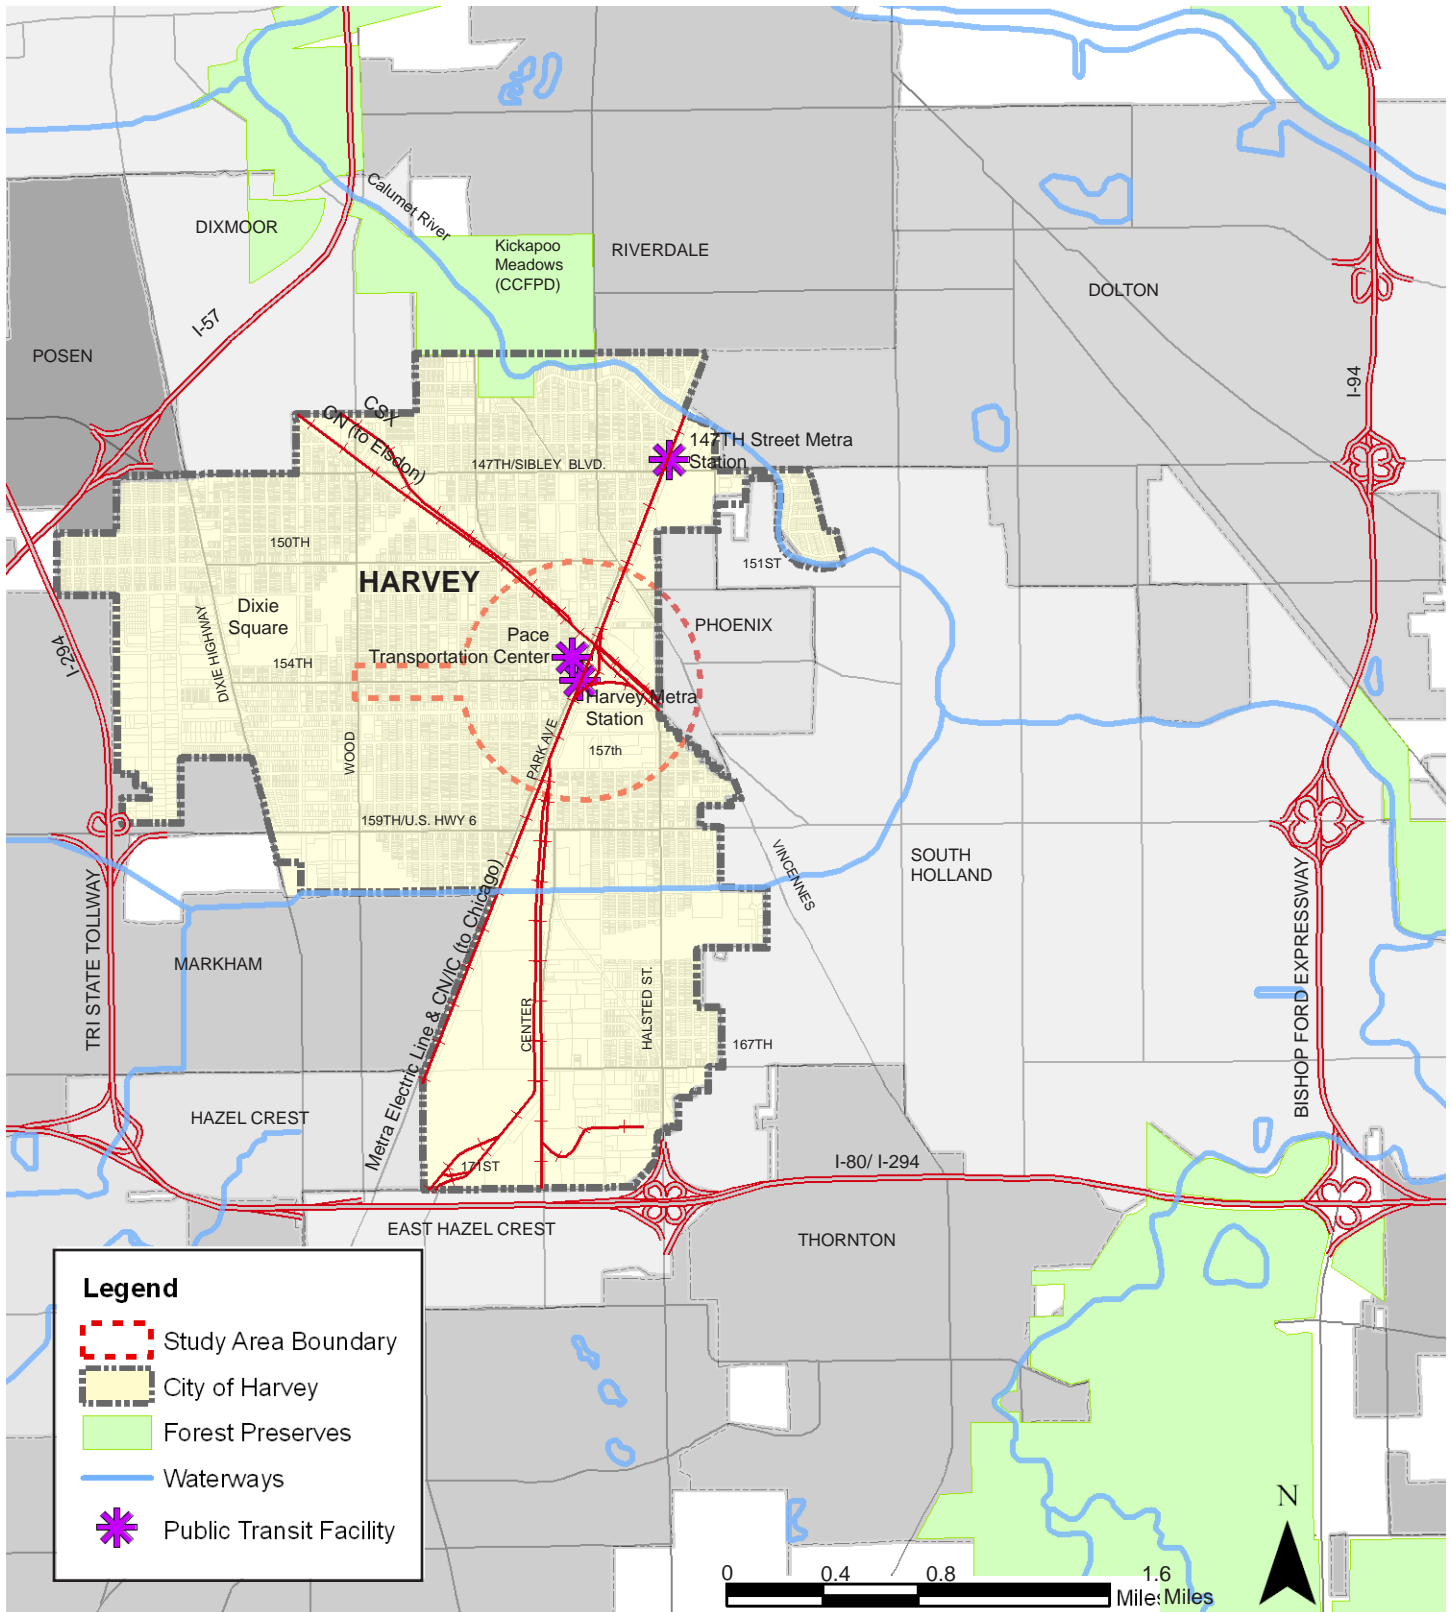 Calumet River
DIXMOOR
Kickapoo
Meadows
(CCFPD)
RIVERDALE
DOLTON
I-57
POSEN
I-94
CSX
CN (to Elsdon)
147TH Street Metra
Station
147TH/SIBLEY BLVD.
150TH
151ST
HARVEY
Dixie
Square
DIXIE HIGHWAY
PHOENIX
Pace
Transportation Center
154TH
I-294
Harvey Metra
Station
WOOD
PARK AVE
157th
159TH/U.S. HWY 6
VINCENNES
SOUTH
HOLLAND
TRI STATE TOLLWAY
MARKHAM
Metra Electric Line & CN/IC (to Chicago)
CENTER
HALSTED ST.
BISHOP FORD EXPRESSWAY
167TH
HAZEL CREST
171ST
I-80/ I-294
EAST HAZEL CREST
THORNTON
Legend
Study Area Boundary
City of Harvey
Forest Preserves
Waterways
Public Transit Facility
N
0 0.4 0.8 1.6
Miles Miles